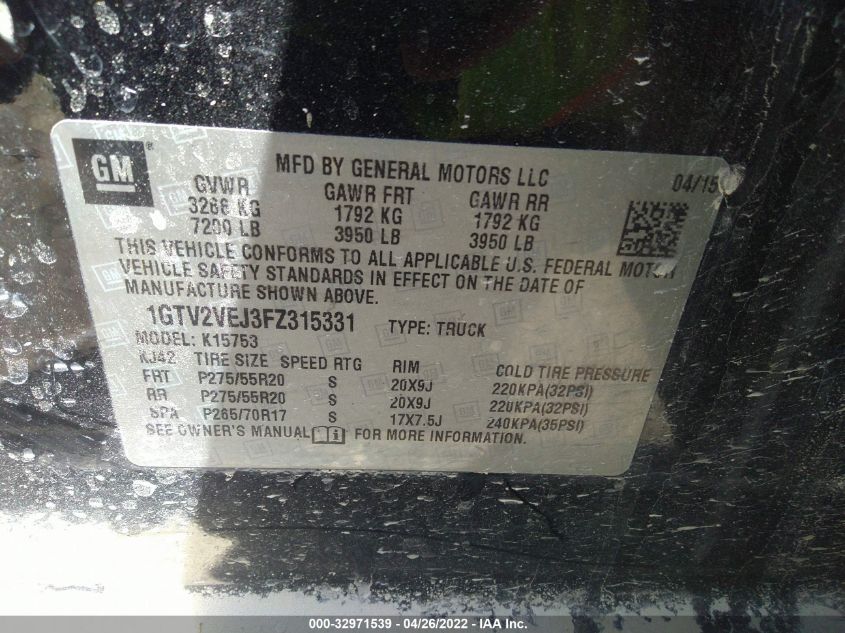 GM®
MFD BY GENERAL MOTORS LLC 04/15
GVWR GAWR FRT GAWR RR
3266 KG 1792 KG 1792 KG
7200 LB 3950 LB 3950 LB
THIS VEHICLE CONFORMS TO ALL APPLICABLE U.S. FEDERAL MOTOR
VEHICLE SAFETY STANDARDS IN EFFECT ON THE DATE OF
MANUFACTURE SHOWN ABOVE.
1GTV2VEJ3FZ315331 TYPE: TRUCK
MODEL: K15753
KJ42 TIRE SIZE SPEED RTG RIM COLD TIRE PRESSURE
FRT P275/55R20 S 20X9J 220KPA(32PSI)
RR P275/55R20 S 20X9J 220KPA(32PSI)
SPA P265/70R17 S 17X7.5J 240KPA(35PSI)
SEE OWNER'S MANUAL FOR MORE INFORMATION.
000-32971539 - 04/26/2022 - IAA Inc.